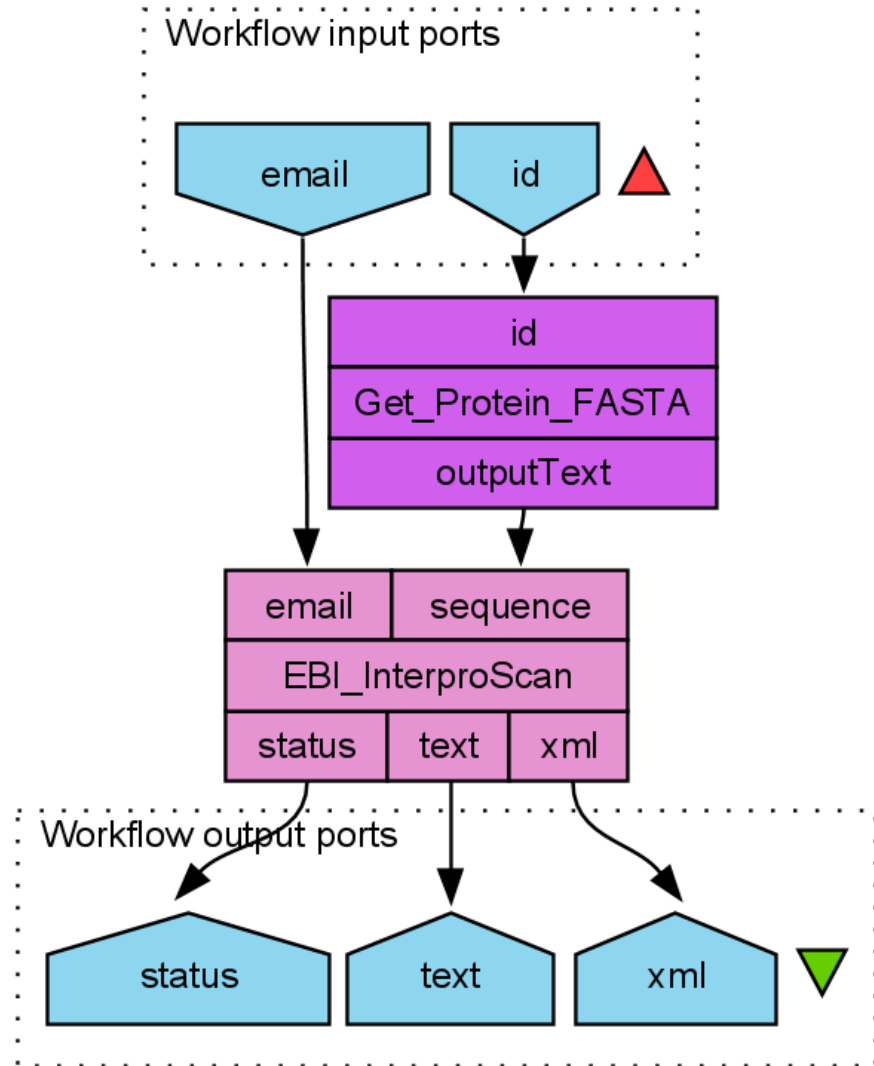 Workflow input ports
email
id
id
Get_Protein_FASTA
outputText
email
sequence
EBI_InterproScan
status
text
xml
Workflow output ports
status
text
xml